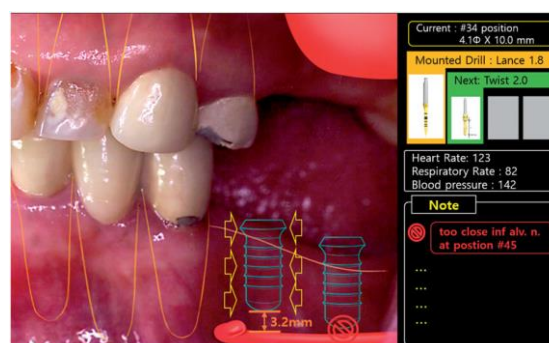 Current : #34 position
4.1Φ X 10.0 mm
Mounted Drill : Lance 1.8
Next: Twist 2.0
Heart Rate: 123
Respiratory Rate : 82
Blood pressure : 142
Note
too close inf alv. n.
at postion #45
...
...
...
...
3.2mm